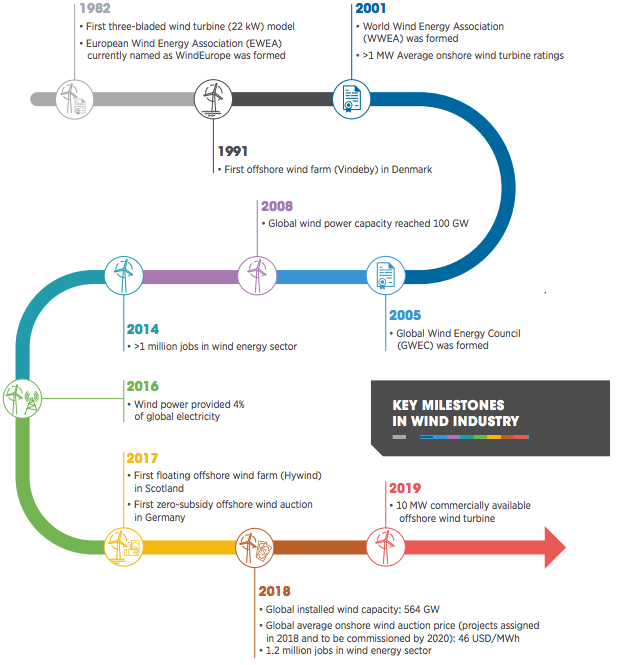 1982
• First three-bladed wind turbine (22 kW) model
• European Wind Energy Association (EWEA)
currently named as WindEurope was formed
2001
• World Wind Energy Association
(WWEA) was formed
• >1 MW Average onshore wind turbine ratings
1991
• First offshore wind farm (Vindeby) in Denmark
2008
• Global wind power capacity reached 100 GW
2005
• Global Wind Energy Council
(GWEC) was formed
2014
• >1 million jobs in wind energy sector
2016
• Wind power provided 4%
of global electricity
KEY MILESTONES
IN WIND INDUSTRY
2017
• First floating offshore wind farm (Hywind)
in Scotland
• First zero-subsidy offshore wind auction
in Germany
2019
• 10 MW commercially available
offshore wind turbine
2018
• Global installed wind capacity: 564 GW
• Global average onshore wind auction price (projects assigned
in 2018 and to be commissioned by 2020): 46 USD/MWh
• 1.2 million jobs in wind energy sector